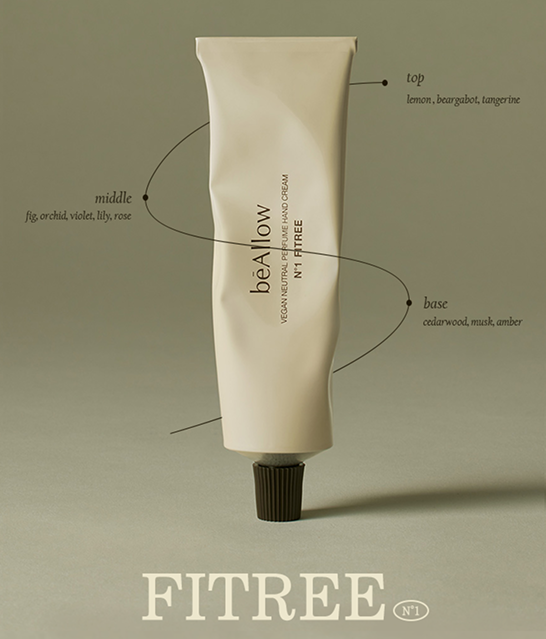 top
lemon, beargabot, tangerine
middle
fig, orchid, violet, lily, rose
bēAllow
VEGAN NEUTRAL PERFUME HAND CREAM
N°1 FITREE
base
cedarwood, musk, amber
FITREE N°1